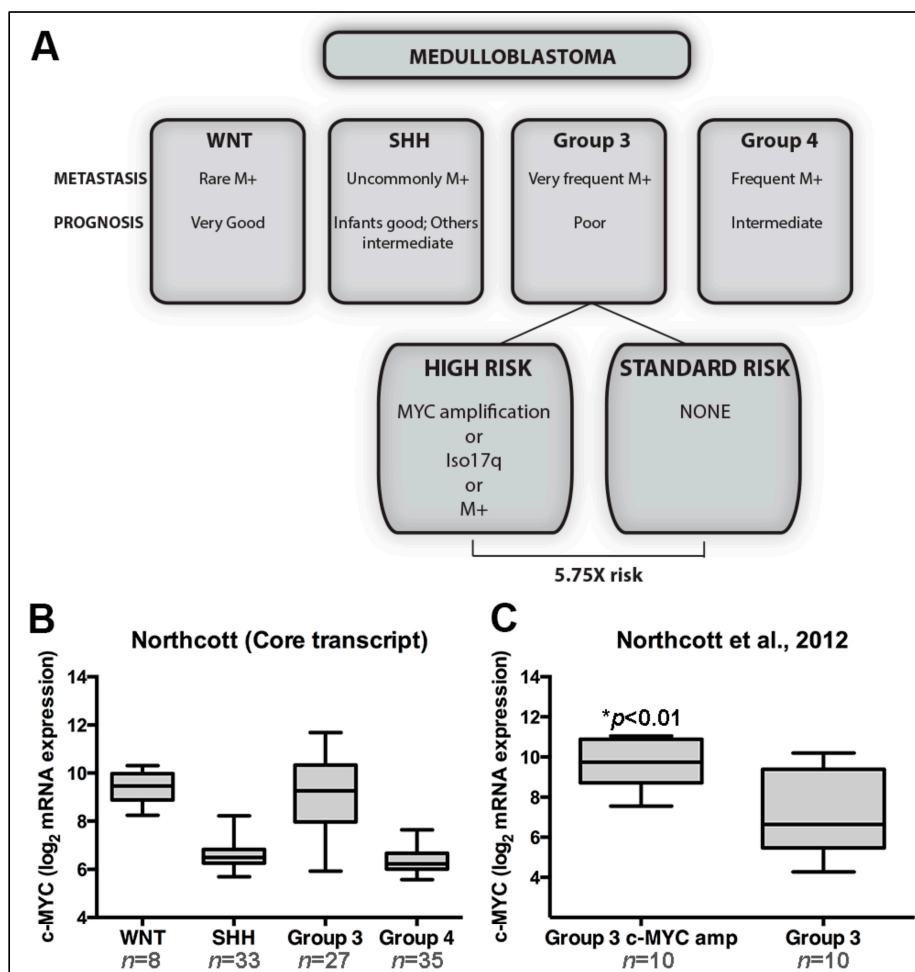 A
MEDULLOBLASTOMA
WNT
SHH
Group 3
Group 4
METASTASIS
Rare M+
Uncommonly M+
Very frequent M+
Frequent M+
PROGNOSIS
Very Good
Infants good; Others
intermediate
Poor
Intermediate
HIGH RISK
MYC amplification
or
Iso17q
or
M+
STANDARD RISK
NONE
5.75X risk
B
Northcott (Core transcript)
c-MYC (log2 mRNA expression)
14
12
10
8
6
4
WNT
SHH
Group 3
Group 4
n=8
n=33
n=27
n=35
C
Northcott et al., 2012
c-MYC (log2 mRNA expression)
14
12
10
8
6
4
*p<0.01
Group 3 c-MYC amp
Group 3
n=10
n=10